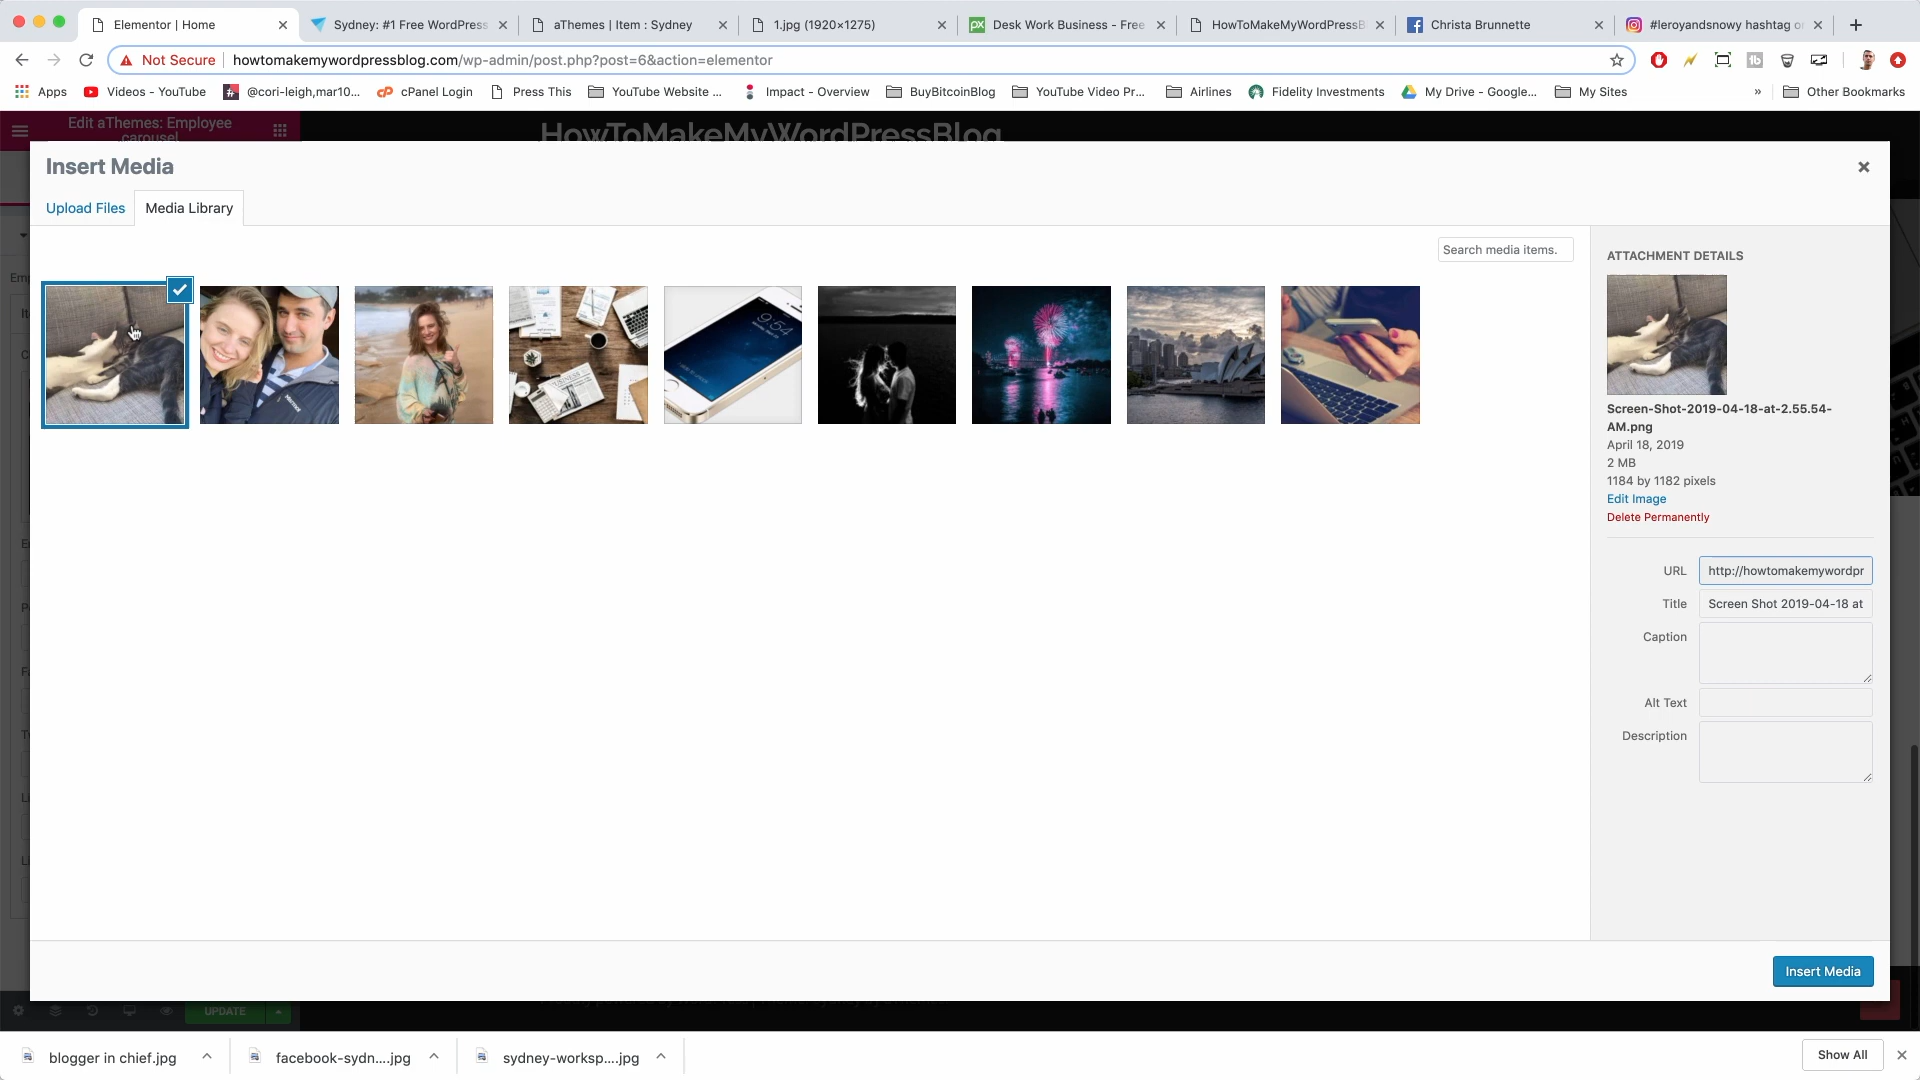 Elementor | Home
Sydney: #1 Free WordPress
aThemes | Item : Sydney
1.jpg (1920×1275)
Desk Work Business - Free
HowToMakeMyWordPressB
Christa Brunnette
#leroyandsnowy hashtag o
Not Secure howtomakemywordpressblog.com/wp-admin/post.php?post=6&action=elementor
Apps
Videos - YouTube
@cori-leigh,mar10...
cPanel Login
Press This
YouTube Website ...
Impact - Overview
BuyBitcoinBlog
YouTube Video Pr...
Airlines
Fidelity Investments
My Drive - Google...
My Sites
»
Other Bookmarks
Edit aThemes: Employee
carousel
HowToMakeMyWordPressBlog
Insert Media
Upload Files
Media Library
Search media items.
ATTACHMENT DETAILS
9:54
Screen-Shot-2019-04-18-at-2.55.54-
AM.png
April 18, 2019
2 MB
1184 by 1182 pixels
Edit Image
Delete Permanently
URL http://howtomakemywordpr
Title Screen Shot 2019-04-18 at
Caption
Alt Text
Description
Insert Media
UPDATE
blogger in chief.jpg
facebook-sydn....jpg
sydney-worksp....jpg
Show All